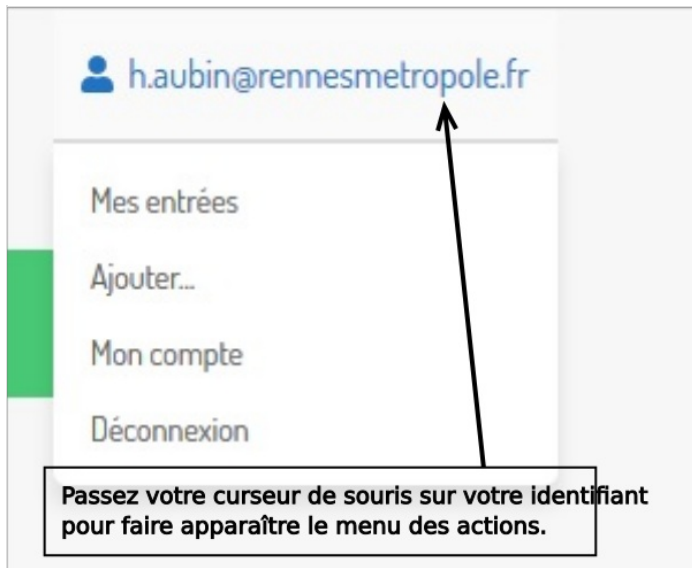 h.aubin@rennesmetropole.fr
Mes entrées
Ajouter...
Mon compte
Déconnexion
Passez votre curseur de souris sur votre identifiant
pour faire apparaître le menu des actions.